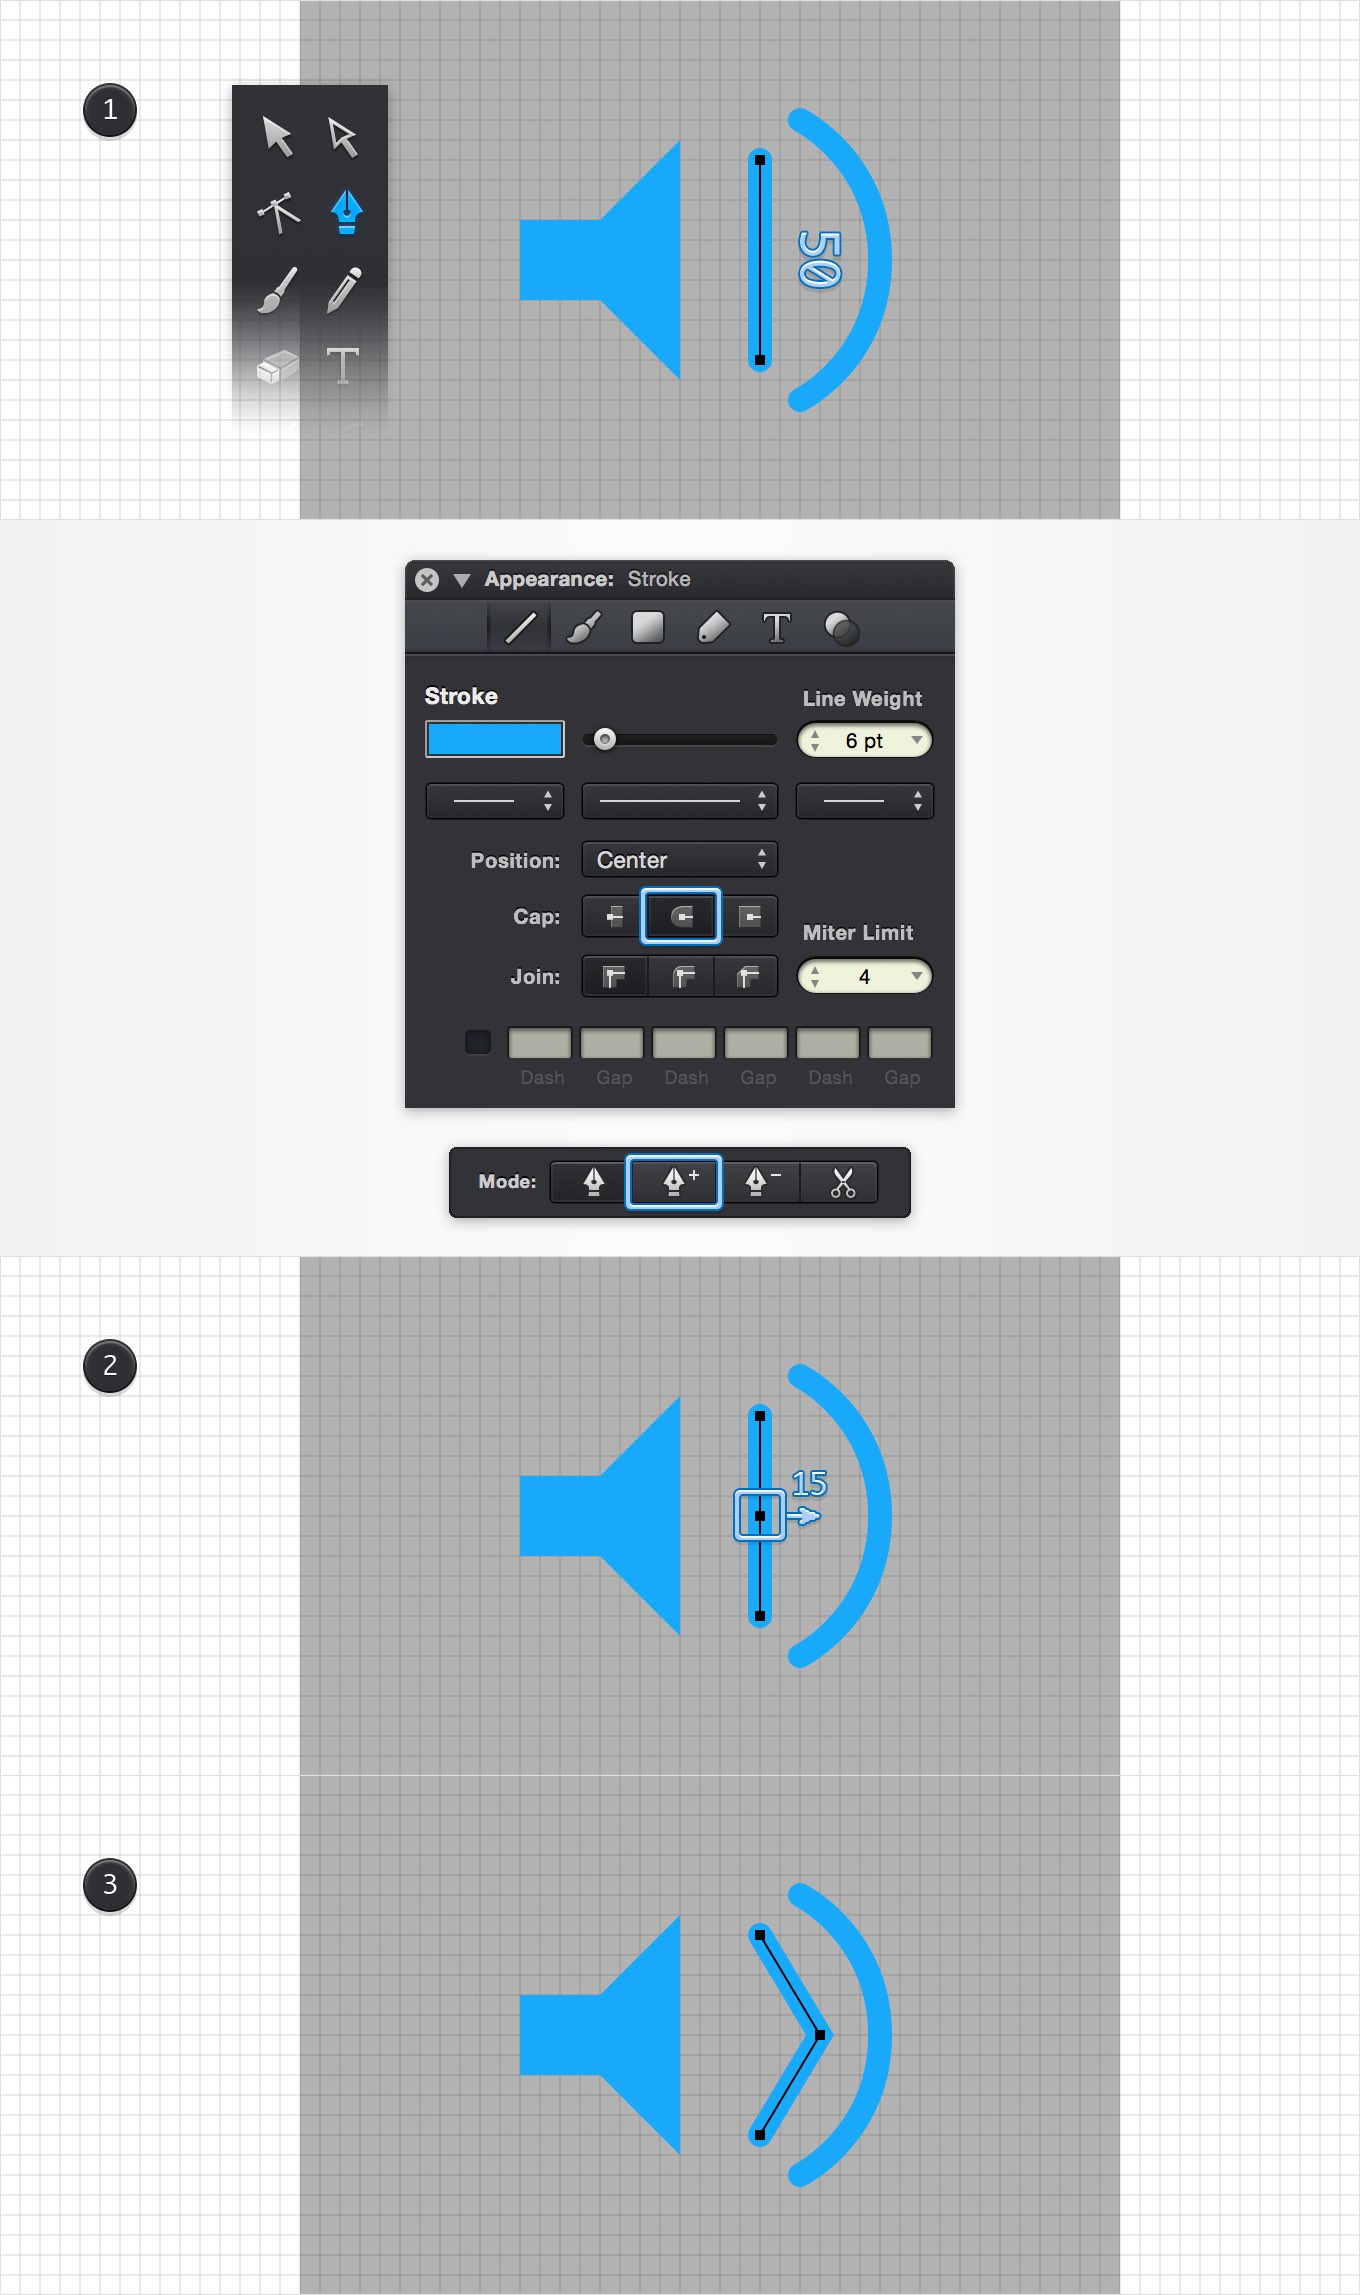 1
50
Appearance: Stroke
Stroke
Line Weight
6 pt
Position: Center
Cap:
Miter Limit
Join:
4
Dash Gap Dash Gap Dash Gap
Mode:
2
15
3